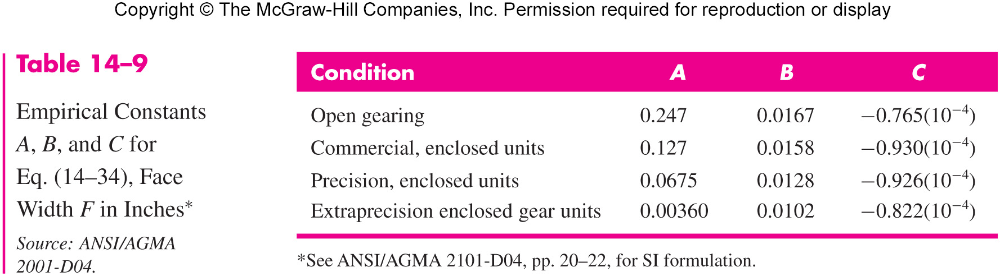 Copyright © The McGraw-Hill Companies, Inc. Permission required for reproduction or display
Table 14–9
Empirical Constants
A, B, and C for
Eq. (14–34), Face
Width F in Inches*
Source: ANSI/AGMA
2001-D04.
Condition A B C
Open gearing 0.247 0.0167 −0.765(10⁻⁴)
Commercial, enclosed units 0.127 0.0158 −0.930(10⁻⁴)
Precision, enclosed units 0.0675 0.0128 −0.926(10⁻⁴)
Extraprecision enclosed gear units 0.00360 0.0102 −0.822(10⁻⁴)
*See ANSI/AGMA 2101-D04, pp. 20–22, for SI formulation.